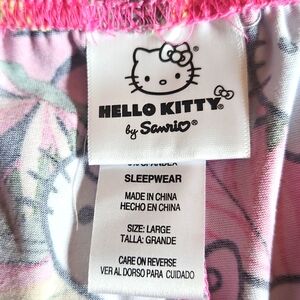 HELLO KITTY®
by Sanrio®
SPANDEX
SLEEPWEAR
MADE IN CHINA
HECHO EN CHINA
SIZE: LARGE
TALLA: GRANDE
CARE ON REVERSE
VER AL DORSO PARA CUIDADO